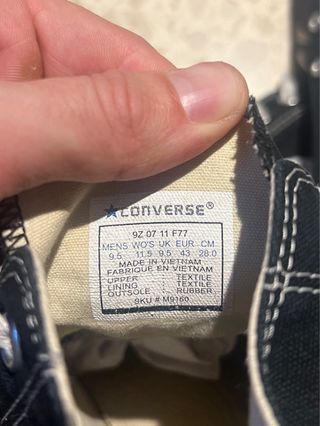 ★CONVERSE®
9Z 07 11 F77
MENS WO'S UK EUR CM
9.5 11.5 9.5 43 28.0
MADE IN VIETNAM
FABRIQUE EN VIETNAM
UPPER : TEXTILE
LINING : TEXTILE
OUTSOLE : RUBBER
SKU # M9160